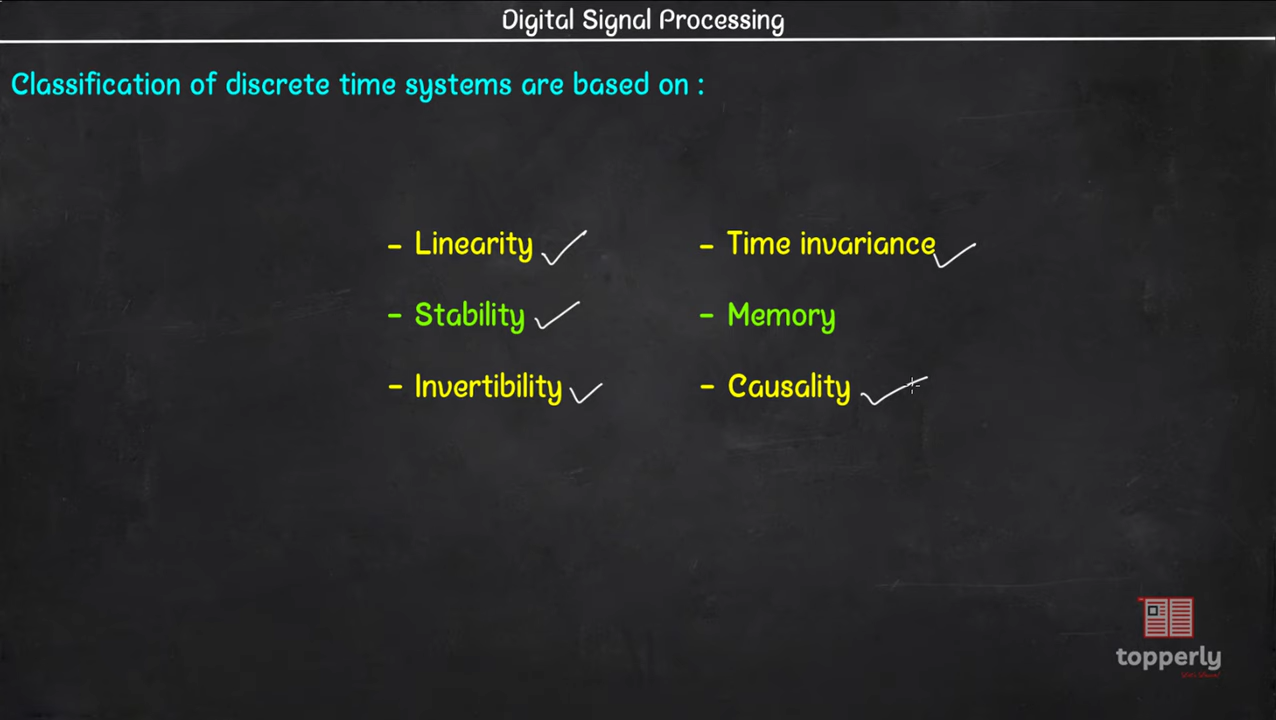 Digital Signal Processing
Classification of discrete time systems are based on :
- Linearity
- Time invariance
- Stability
- Memory
- Invertibility
- Causality
topperly